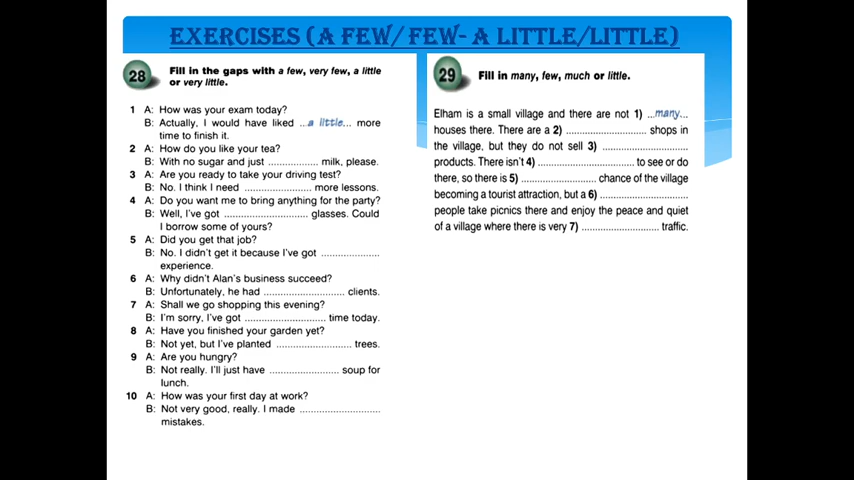 EXERCISES (A FEW/ FEW- A LITTLE/LITTLE)
28 Fill in the gaps with a few, very few, a little
or very little.
1 A: How was your exam today?
B: Actually, I would have liked ...a little... more
time to finish it.
2 A: How do you like your tea?
B: With no sugar and just .................. milk, please.
3 A: Are you ready to take your driving test?
B: No. I think I need ........................ more lessons.
4 A: Do you want me to bring anything for the party?
B: Well, I've got .............................. glasses. Could
I borrow some of yours?
5 A: Did you get that job?
B: No. I didn't get it because I've got .....................
experience.
6 A: Why didn't Alan's business succeed?
B: Unfortunately, he had ............................ clients.
7 A: Shall we go shopping this evening?
B: I'm sorry, I've got ............................ time today.
8 A: Have you finished your garden yet?
B: Not yet, but I've planted .......................... trees.
9 A: Are you hungry?
B: Not really. I'll just have ........................ soup for
lunch.
10 A: How was your first day at work?
B: Not very good, really. I made ............................
mistakes.
29 Fill in many, few, much or little.
Elham is a small village and there are not 1) ...many...
houses there. There are a 2) ............................ shops in
the village, but they do not sell 3) ..............................
products. There isn't 4) .................................. to see or do
there, so there is 5) .......................... chance of the village
becoming a tourist attraction, but a 6) ...............................
people take picnics there and enjoy the peace and quiet
of a village where there is very 7) ........................... traffic.